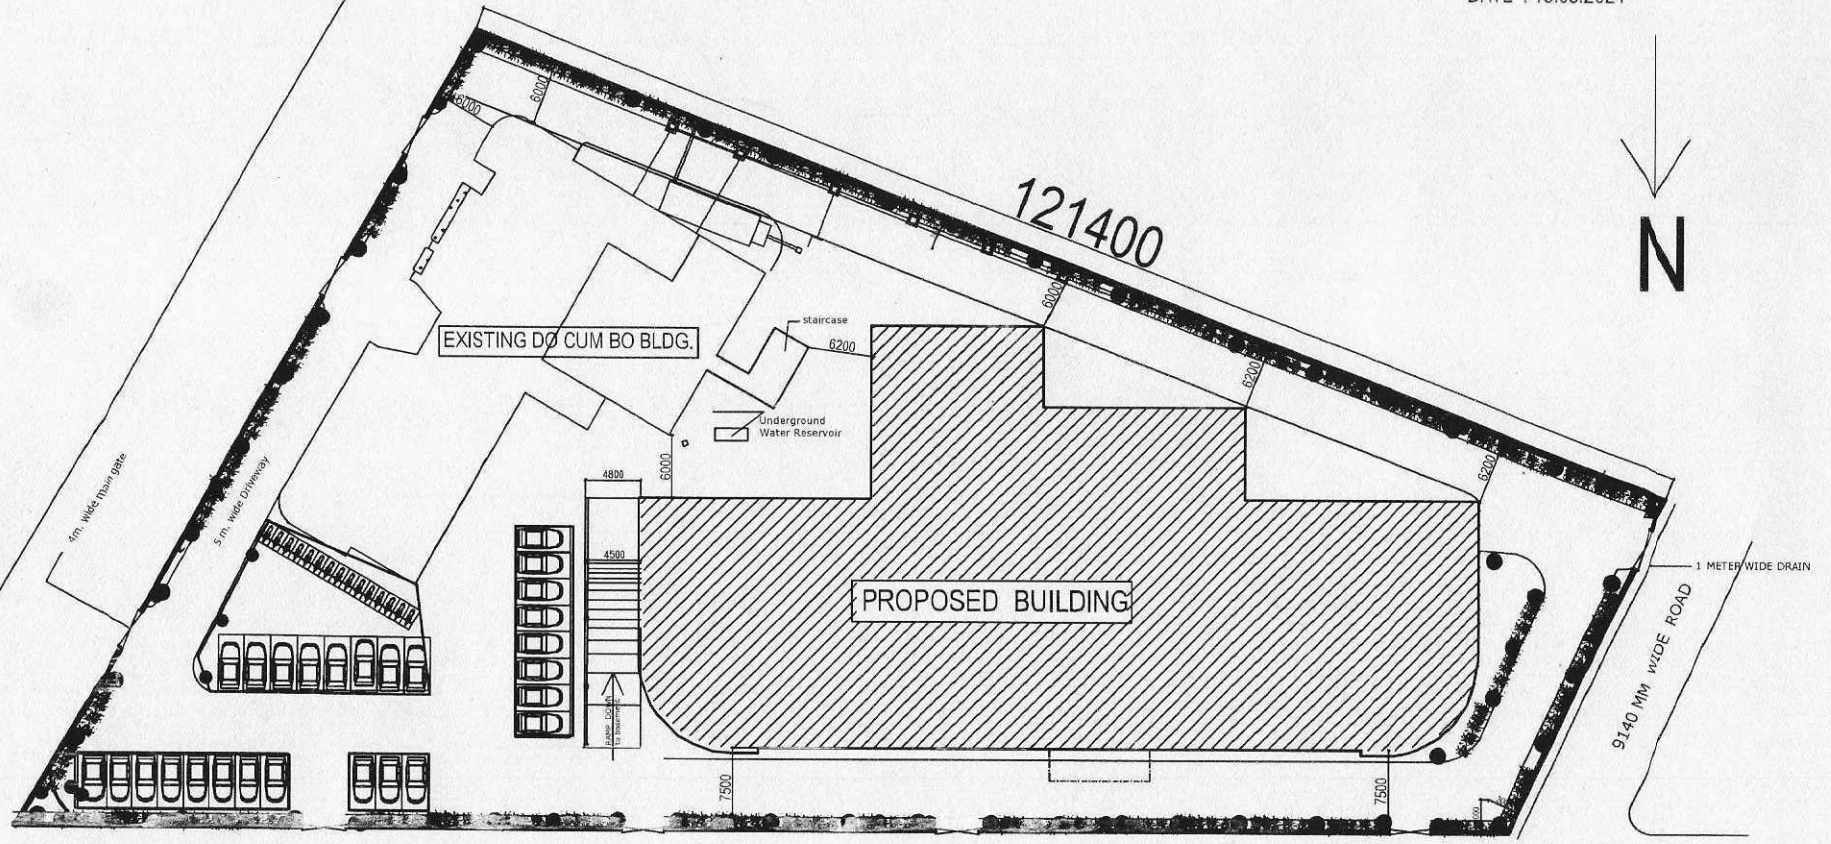 6000
6000
121400
N
6000
EXISTING DO CUM BO BLDG.
staircase
6200
6200
Underground
Water Reservoir
4m. wide main gate
5 m. wide Driveway
4800
6000
6200
4500
1 METER WIDE DRAIN
PROPOSED BUILDING
9140 MM WIDE ROAD
RAMP DOWN
to basement
7500
7500